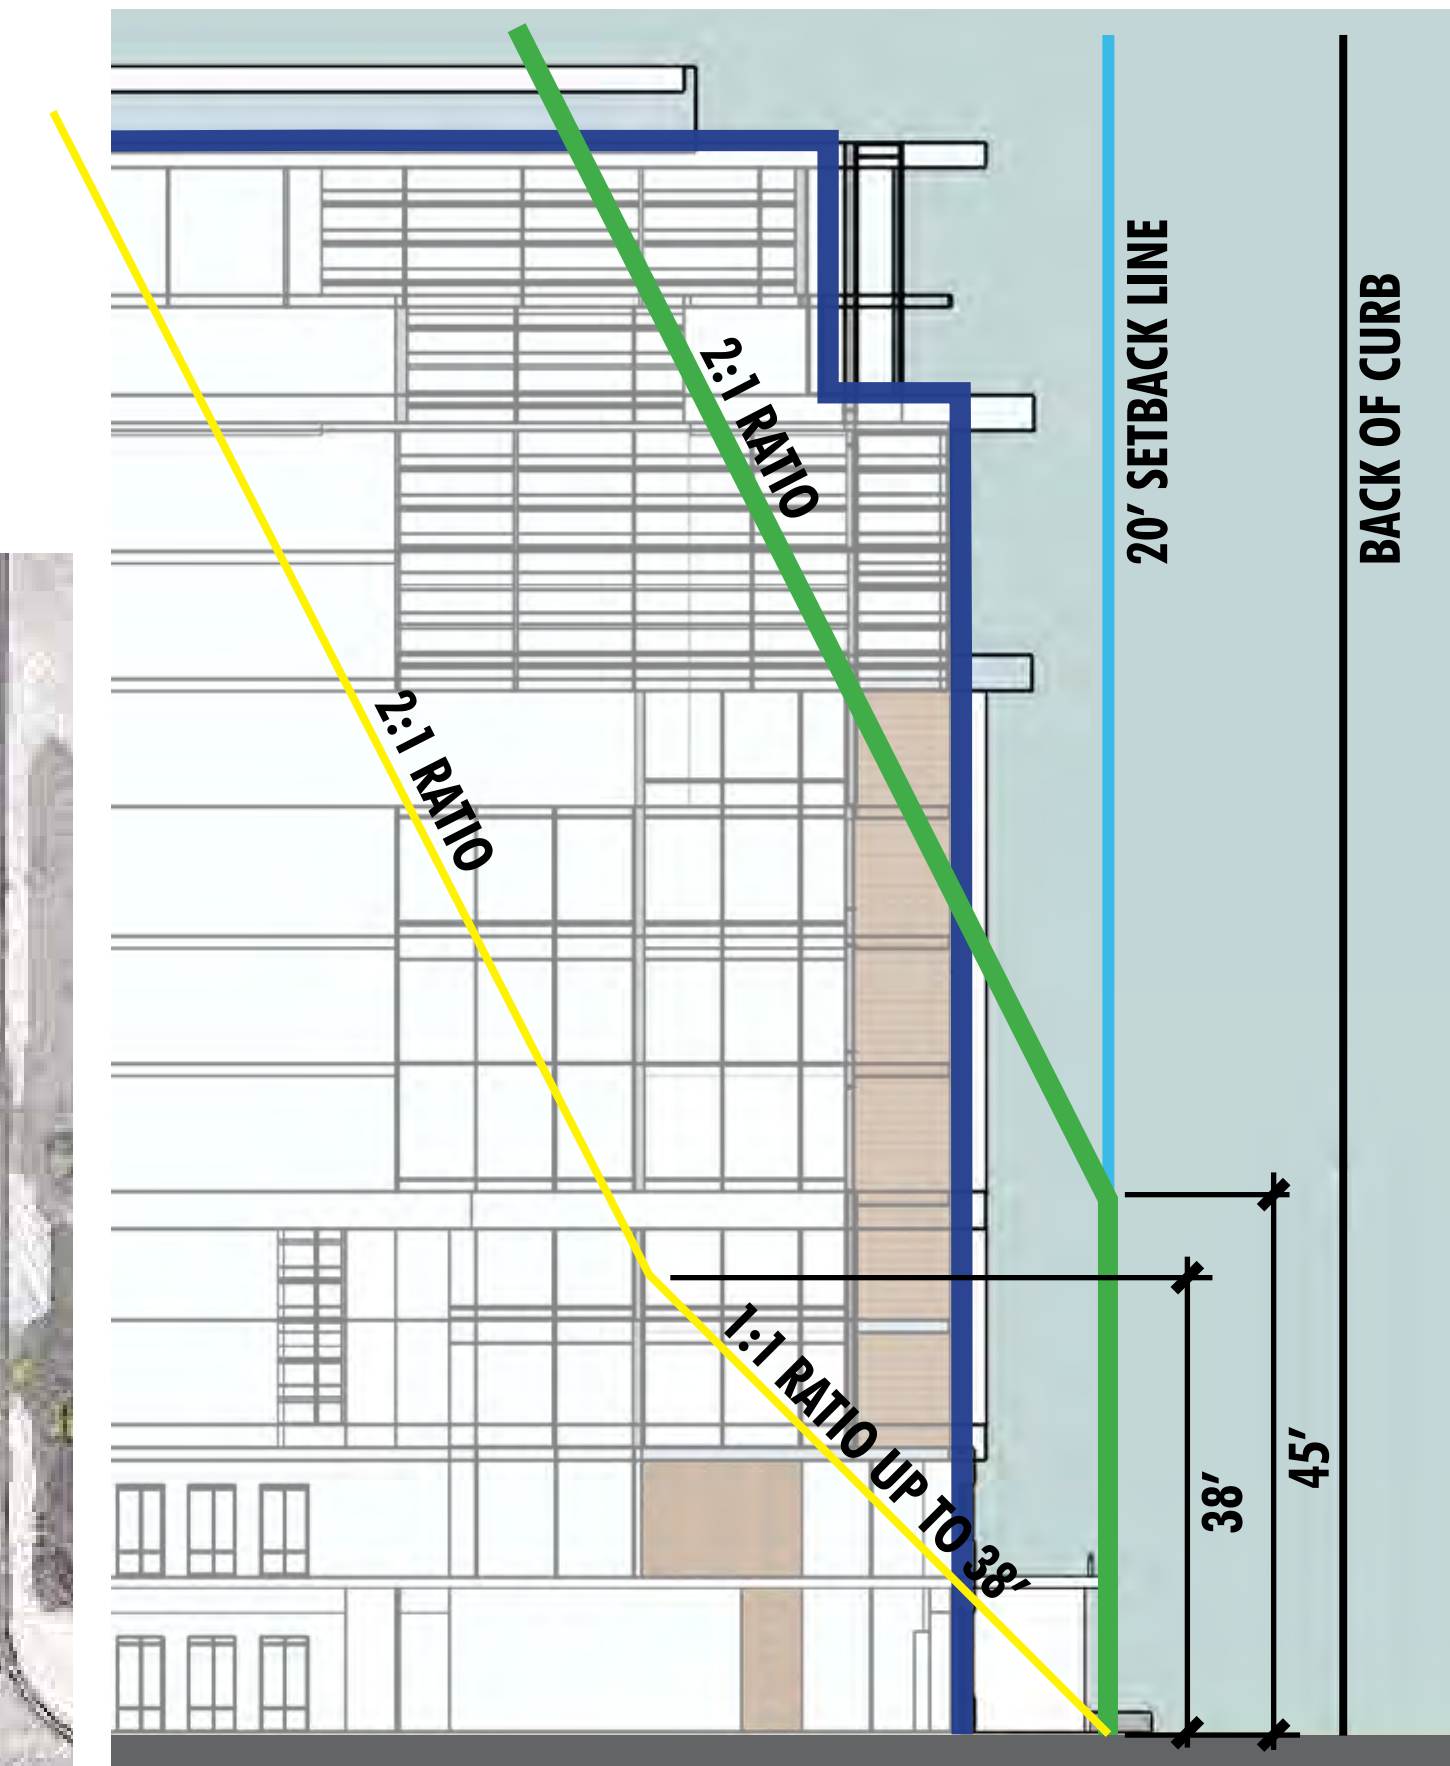 2:1 RATIO
20’ SETBACK LINE
BACK OF CURB
2:1 RATIO
1:1 RATIO UP TO 38’
38’
45’